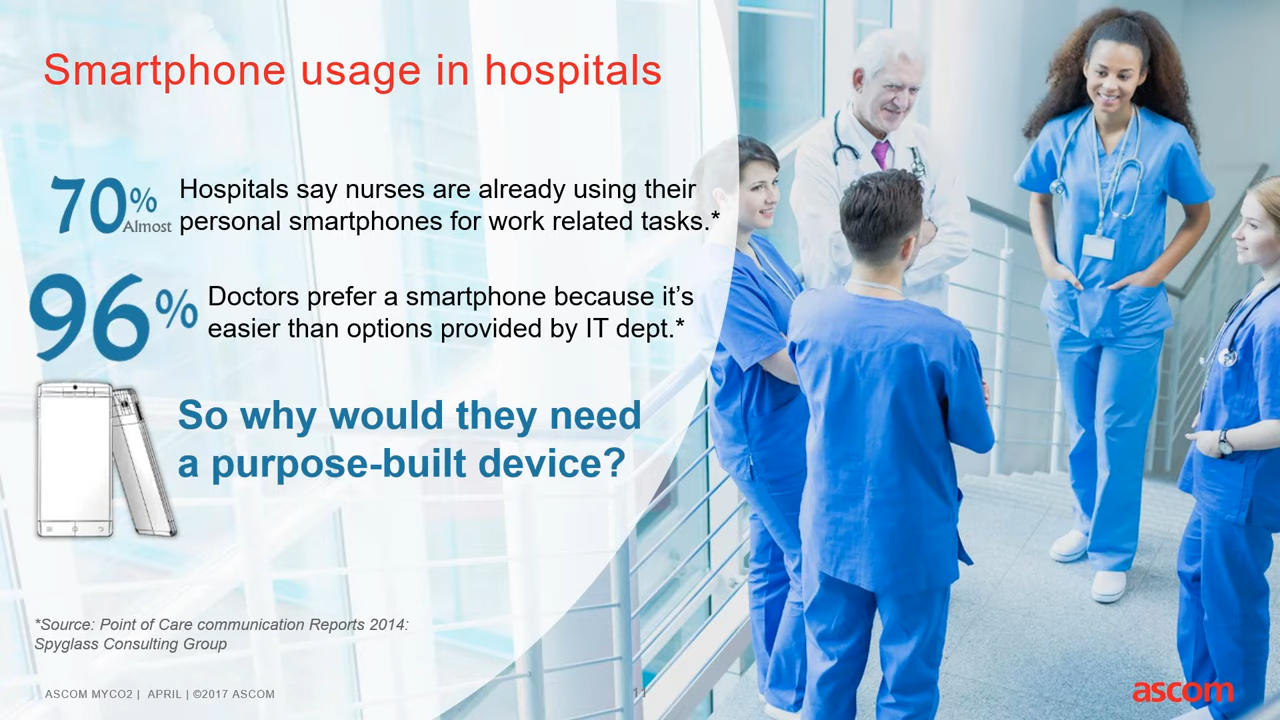 Smartphone usage in hospitals
70%
Almost
Hospitals say nurses are already using their
personal smartphones for work related tasks.*
96%
Doctors prefer a smartphone because it’s
easier than options provided by IT dept.*
So why would they need
a purpose-built device?
*Source: Point of Care communication Reports 2014:
Spyglass Consulting Group
ASCOM MYCO2 | APRIL | ©2017 ASCOM
11
ascom